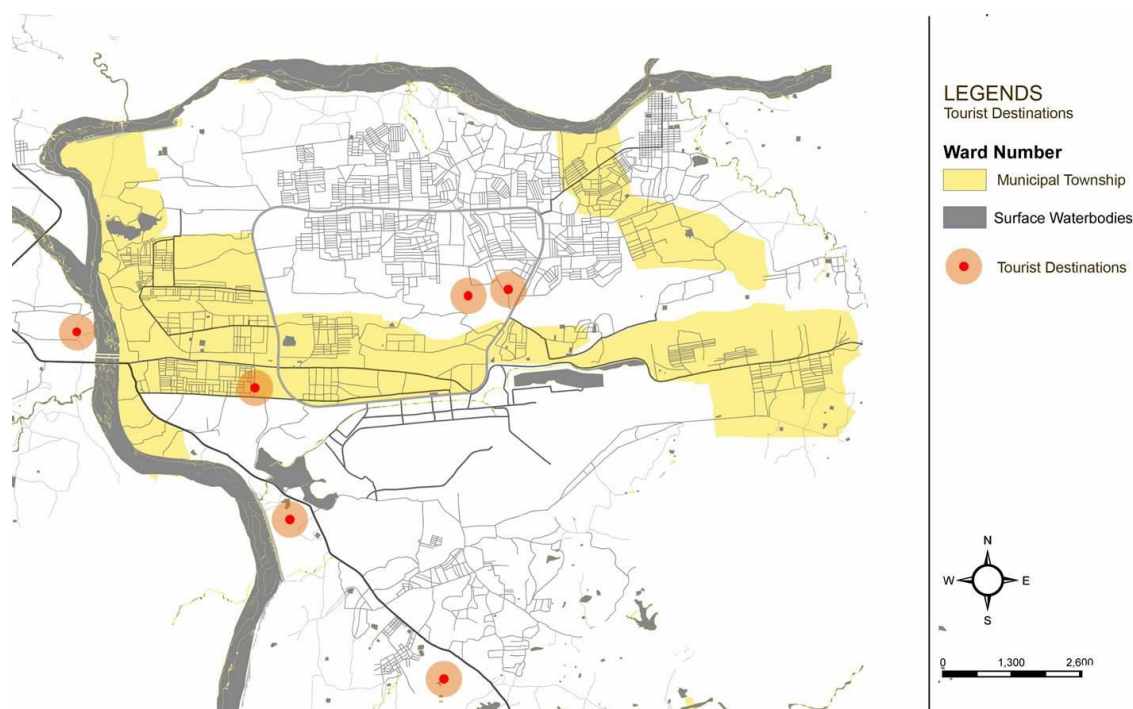 LEGENDS
Tourist Destinations
Ward Number
Municipal Township
Surface Waterbodies
Tourist Destinations
N
W E
S
0 1,300 2,600